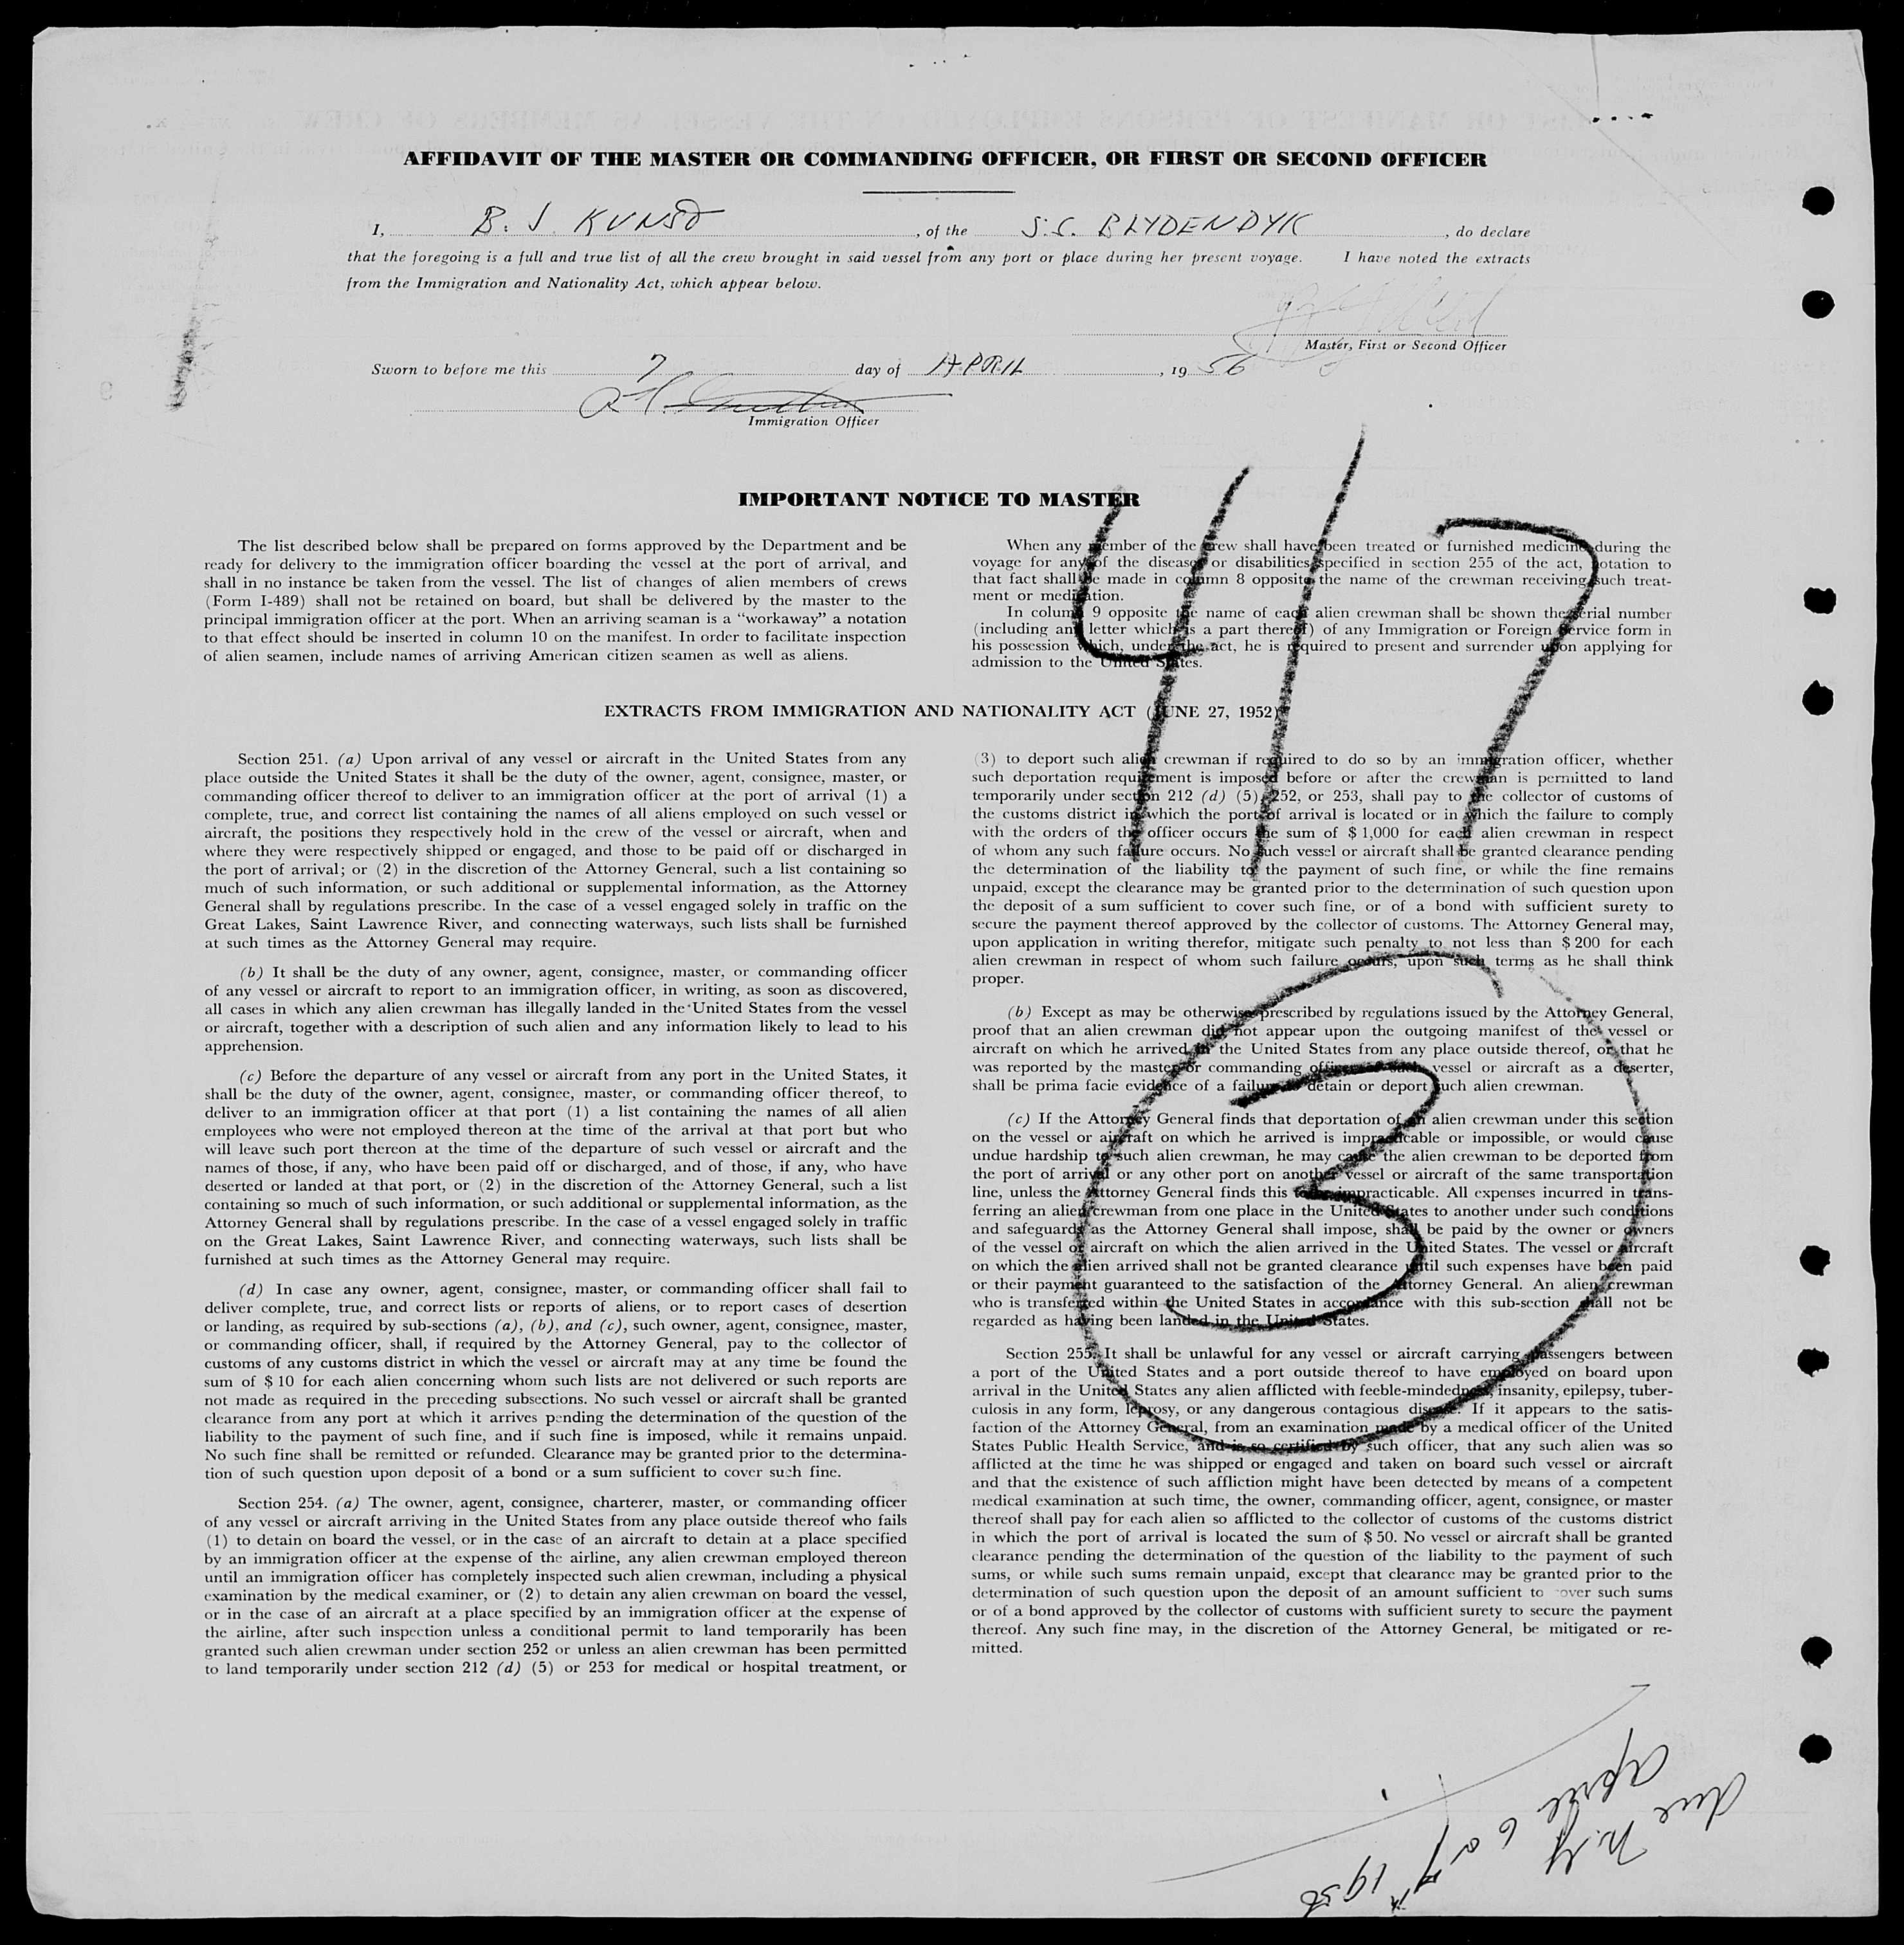 AFFIDAVIT OF THE MASTER OR COMMANDING OFFICER, OR FIRST OR SECOND OFFICER
I, B. J. KUNST, of the S.S. BLYDENDYK, do declare
that the foregoing is a full and true list of all the crew brought in said vessel from any port or place during her present voyage. I have noted the extracts
from the Immigration and Nationality Act, which appear below.
Master, First or Second Officer
Sworn to before me this 7 day of APRIL, 19 56
Immigration Officer
IMPORTANT NOTICE TO MASTER
The list described below shall be prepared on forms approved by the Department and be
ready for delivery to the immigration officer boarding the vessel at the port of arrival, and
shall in no instance be taken from the vessel. The list of changes of alien members of crews
(Form I-489) shall not be retained on board, but shall be delivered by the master to the
principal immigration officer at the port. When an arriving seaman is a “workaway” a notation
to that effect should be inserted in column 10 on the manifest. In order to facilitate inspection
of alien seamen, include names of arriving American citizen seamen as well as aliens.
When any member of the crew shall have been treated or furnished medicine during the
voyage for any of the diseases or disabilities specified in section 255 of the act, notation to
that fact shall be made in column 8 opposite the name of the crewman receiving such treat-
ment or medication.
In column 9 opposite the name of each alien crewman shall be shown the serial number
(including any letter which is a part thereof) of any Immigration or Foreign Service form in
his possession which, under the act, he is required to present and surrender upon applying for
admission to the United States.
417
EXTRACTS FROM IMMIGRATION AND NATIONALITY ACT (JUNE 27, 1952)
Section 251. (a) Upon arrival of any vessel or aircraft in the United States from any
place outside the United States it shall be the duty of the owner, agent, consignee, master, or
commanding officer thereof to deliver to an immigration officer at the port of arrival (1) a
complete, true, and correct list containing the names of all aliens employed on such vessel or
aircraft, the positions they respectively hold in the crew of the vessel or aircraft, when and
where they were respectively shipped or engaged, and those to be paid off or discharged in
the port of arrival; or (2) in the discretion of the Attorney General, such a list containing so
much of such information, or such additional or supplemental information, as the Attorney
General shall by regulations prescribe. In the case of a vessel engaged solely in traffic on the
Great Lakes, Saint Lawrence River, and connecting waterways, such lists shall be furnished
at such times as the Attorney General may require.
(b) It shall be the duty of any owner, agent, consignee, master, or commanding officer
of any vessel or aircraft to report to an immigration officer, in writing, as soon as discovered,
all cases in which any alien crewman has illegally landed in the United States from the vessel
or aircraft, together with a description of such alien and any information likely to lead to his
apprehension.
(c) Before the departure of any vessel or aircraft from any port in the United States, it
shall be the duty of the owner, agent, consignee, master, or commanding officer thereof, to
deliver to an immigration officer at that port (1) a list containing the names of all alien
employees who were not employed thereon at the time of the arrival at that port but who
will leave such port thereon at the time of the departure of such vessel or aircraft and the
names of those, if any, who have been paid off or discharged, and of those, if any, who have
deserted or landed at that port, or (2) in the discretion of the Attorney General, such a list
containing so much of such information, or such additional or supplemental information, as the
Attorney General shall by regulations prescribe. In the case of a vessel engaged solely in traffic
on the Great Lakes, Saint Lawrence River, and connecting waterways, such lists shall be
furnished at such times as the Attorney General may require.
(d) In case any owner, agent, consignee, master, or commanding officer shall fail to
deliver complete, true, and correct lists or reports of aliens, or to report cases of desertion
or landing, as required by sub-sections (a), (b), and (c), such owner, agent, consignee, master,
or commanding officer, shall, if required by the Attorney General, pay to the collector of
customs of any customs district in which the vessel or aircraft may at any time be found the
sum of $ 10 for each alien concerning whom such lists are not delivered or such reports are
not made as required in the preceding subsections. No such vessel or aircraft shall be granted
clearance from any port at which it arrives pending the determination of the question of the
liability to the payment of such fine, and if such fine is imposed, while it remains unpaid.
No such fine shall be remitted or refunded. Clearance may be granted prior to the determina-
tion of such question upon deposit of a bond or a sum sufficient to cover such fine.
Section 254. (a) The owner, agent, consignee, charterer, master, or commanding officer
of any vessel or aircraft arriving in the United States from any place outside thereof who fails
(1) to detain on board the vessel, or in the case of an aircraft to detain at a place specified
by an immigration officer at the expense of the airline, any alien crewman employed thereon
until an immigration officer has completely inspected such alien crewman, including a physical
examination by the medical examiner, or (2) to detain any alien crewman on board the vessel,
or in the case of an aircraft at a place specified by an immigration officer at the expense of
the airline, after such inspection unless a conditional permit to land temporarily has been
granted such alien crewman under section 252 or unless an alien crewman has been permitted
to land temporarily under section 212 (d) (5) or 253 for medical or hospital treatment, or
(3) to deport such alien crewman if required to do so by an immigration officer, whether
such deportation requirement is imposed before or after the crewman is permitted to land
temporarily under section 212 (d) (5), 252, or 253, shall pay to the collector of customs of
the customs district in which the port of arrival is located or in which the failure to comply
with the orders of the officer occurs the sum of $ 1,000 for each alien crewman in respect
of whom any such failure occurs. No such vessel or aircraft shall be granted clearance pending
the determination of the liability to the payment of such fine, or while the fine remains
unpaid, except the clearance may be granted prior to the determination of such question upon
the deposit of a sum sufficient to cover such fine, or of a bond with sufficient surety to
secure the payment thereof approved by the collector of customs. The Attorney General may,
upon application in writing therefor, mitigate such penalty to not less than $ 200 for each
alien crewman in respect of whom such failure occurs, upon such terms as he shall think
proper.
(b) Except as may be otherwise prescribed by regulations issued by the Attorney General,
proof that an alien crewman did not appear upon the outgoing manifest of the vessel or
aircraft on which he arrived in the United States from any place outside thereof, or that he
was reported by the master or commanding officer of such vessel or aircraft as a deserter,
shall be prima facie evidence of a failure to detain or deport such alien crewman.
(c) If the Attorney General finds that deportation of an alien crewman under this section
on the vessel or aircraft on which he arrived is impracticable or impossible, or would cause
undue hardship to such alien crewman, he may cause the alien crewman to be deported from
the port of arrival or any other port on another vessel or aircraft of the same transportation
line, unless the Attorney General finds this to be impracticable. All expenses incurred in trans-
ferring an alien crewman from one place in the United States to another under such conditions
and safeguards as the Attorney General shall impose, shall be paid by the owner or owners
of the vessel or aircraft on which the alien arrived in the United States. The vessel or aircraft
on which the alien arrived shall not be granted clearance until such expenses have been paid
or their payment guaranteed to the satisfaction of the Attorney General. An alien crewman
who is transferred within the United States in accordance with this sub-section shall not be
regarded as having been landed in the United States.
3
Section 255. It shall be unlawful for any vessel or aircraft carrying passengers between
a port of the United States and a port outside thereof to have employed on board upon
arrival in the United States any alien afflicted with feeble-mindedness, insanity, epilepsy, tuber-
culosis in any form, leprosy, or any dangerous contagious disease. If it appears to the satis-
faction of the Attorney General, from an examination made by a medical officer of the United
States Public Health Service, and is so certified by such officer, that any such alien was so
afflicted at the time he was shipped or engaged and taken on board such vessel or aircraft
and that the existence of such affliction might have been detected by means of a competent
medical examination at such time, the owner, commanding officer, agent, consignee, or master
thereof shall pay for each alien so afflicted to the collector of customs of the customs district
in which the port of arrival is located the sum of $ 50. No vessel or aircraft shall be granted
clearance pending the determination of the question of the liability to the payment of such
sums, or while such sums remain unpaid, except that clearance may be granted prior to the
determination of such question upon the deposit of an amount sufficient to cover such sums
or of a bond approved by the collector of customs with sufficient surety to secure the payment
thereof. Any such fine may, in the discretion of the Attorney General, be mitigated or re-
mitted.
due N.Y.
april 6 or 7th 1956